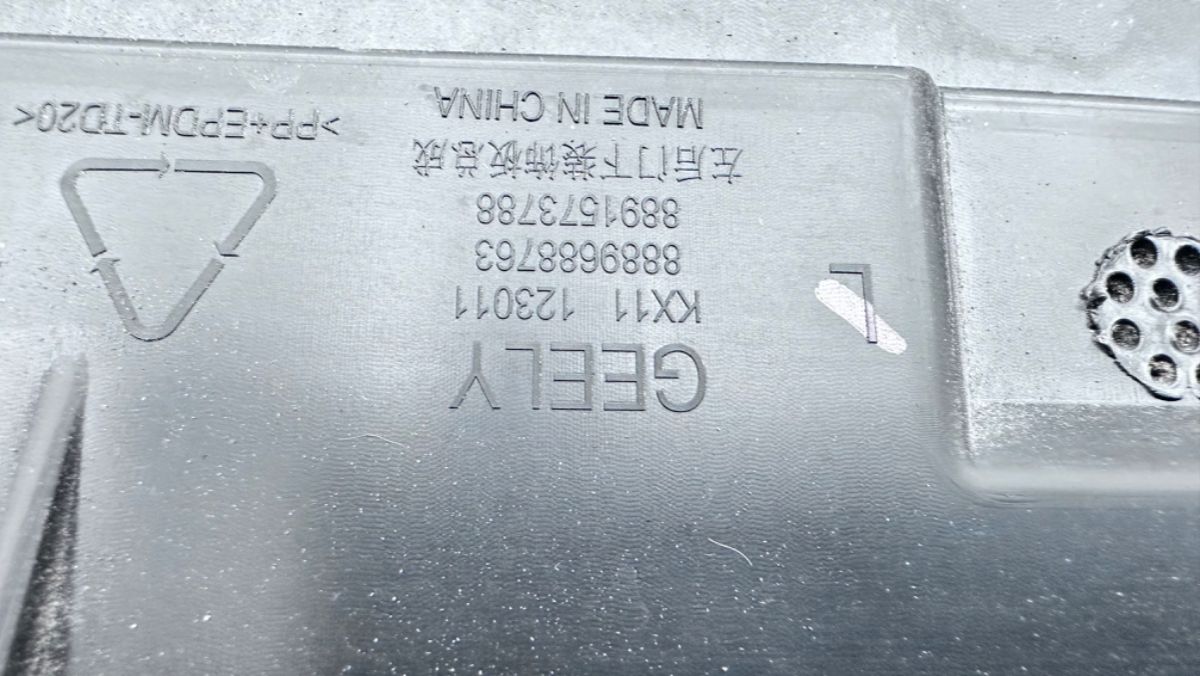 L
GEELY
KX11 123011
8889688763
8891573788
左后门下装饰板总成
MADE IN CHINA
>PP+EPDM-TD20<